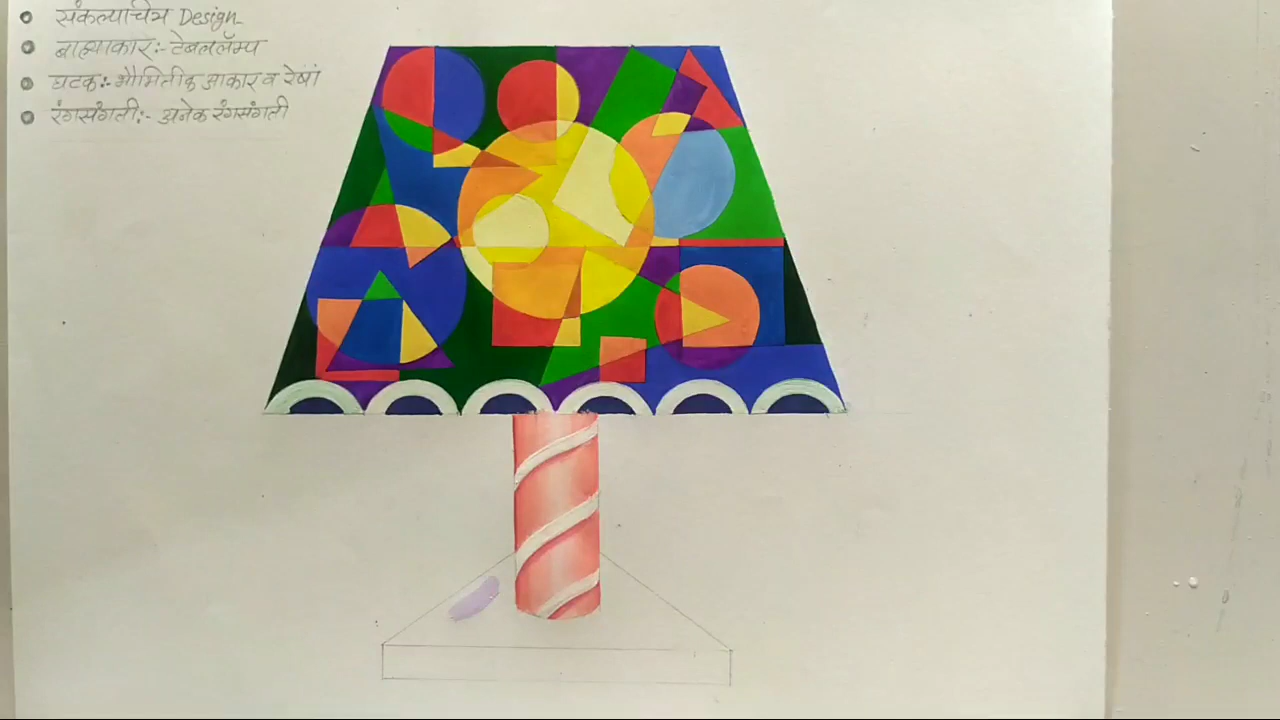 संकल्पचित्र Design
बाह्याकार:- टेबललॅम्प
घटक:- भौमितीक आकार व रेषां
रंगसंगती:- अनेक रंगसंगती